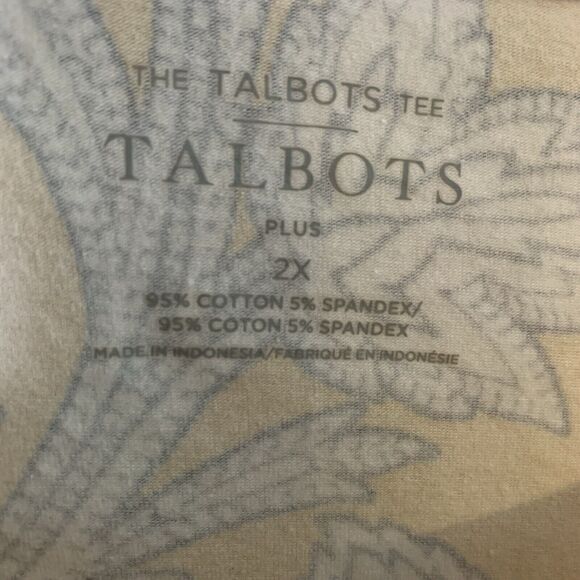 THE TALBOTS TEE
TALBOTS
PLUS
2X
95% COTTON 5% SPANDEX/
95% COTON 5% SPANDEX
MADE IN INDONESIA/FABRIQUÉ EN INDONÉSIE